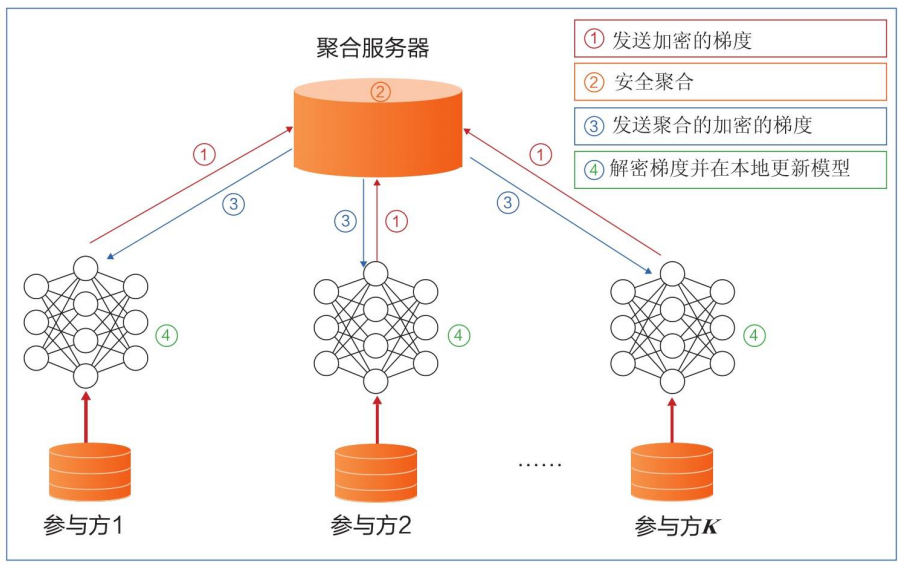 聚合服务器
① 发送加密的梯度
② 安全聚合
③ 发送聚合的加密的梯度
④ 解密梯度并在本地更新模型
②
①
①
③
③
①
③
④
④
④
……
参与方1
参与方2
参与方K